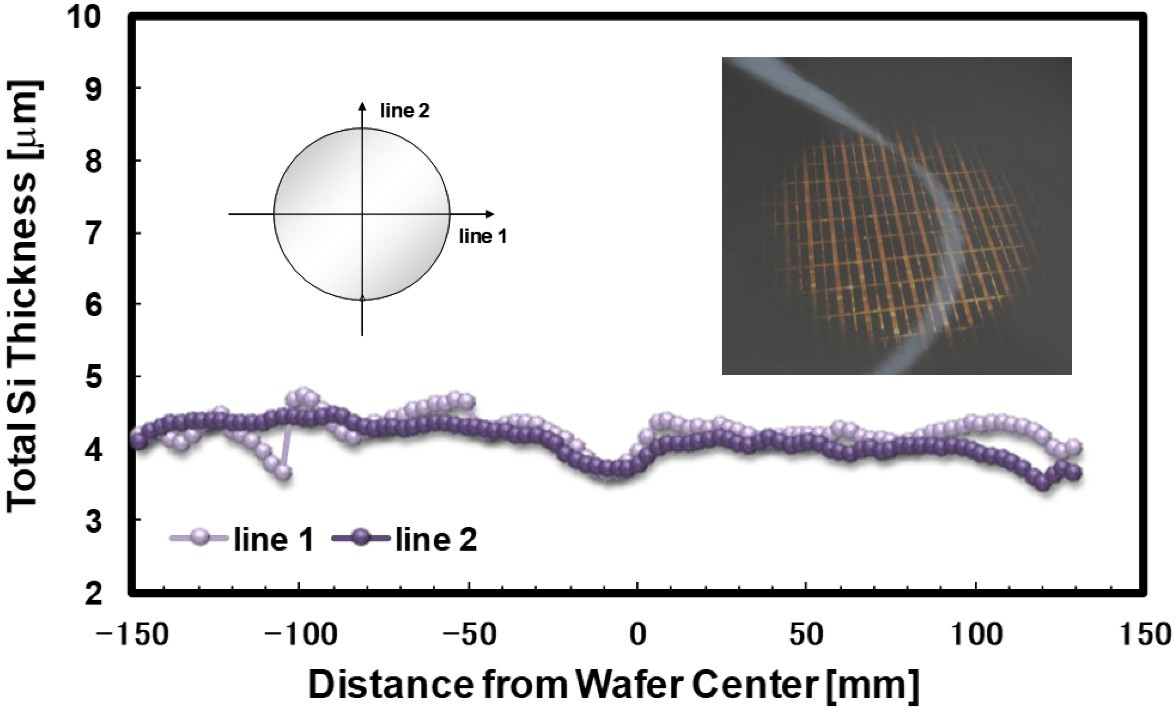 Total Si Thickness [μm]
10
9
8
7
6
5
4
3
2
line 2
line 1
line 1
line 2
−150
−100
−50
0
50
100
150
Distance from Wafer Center [mm]